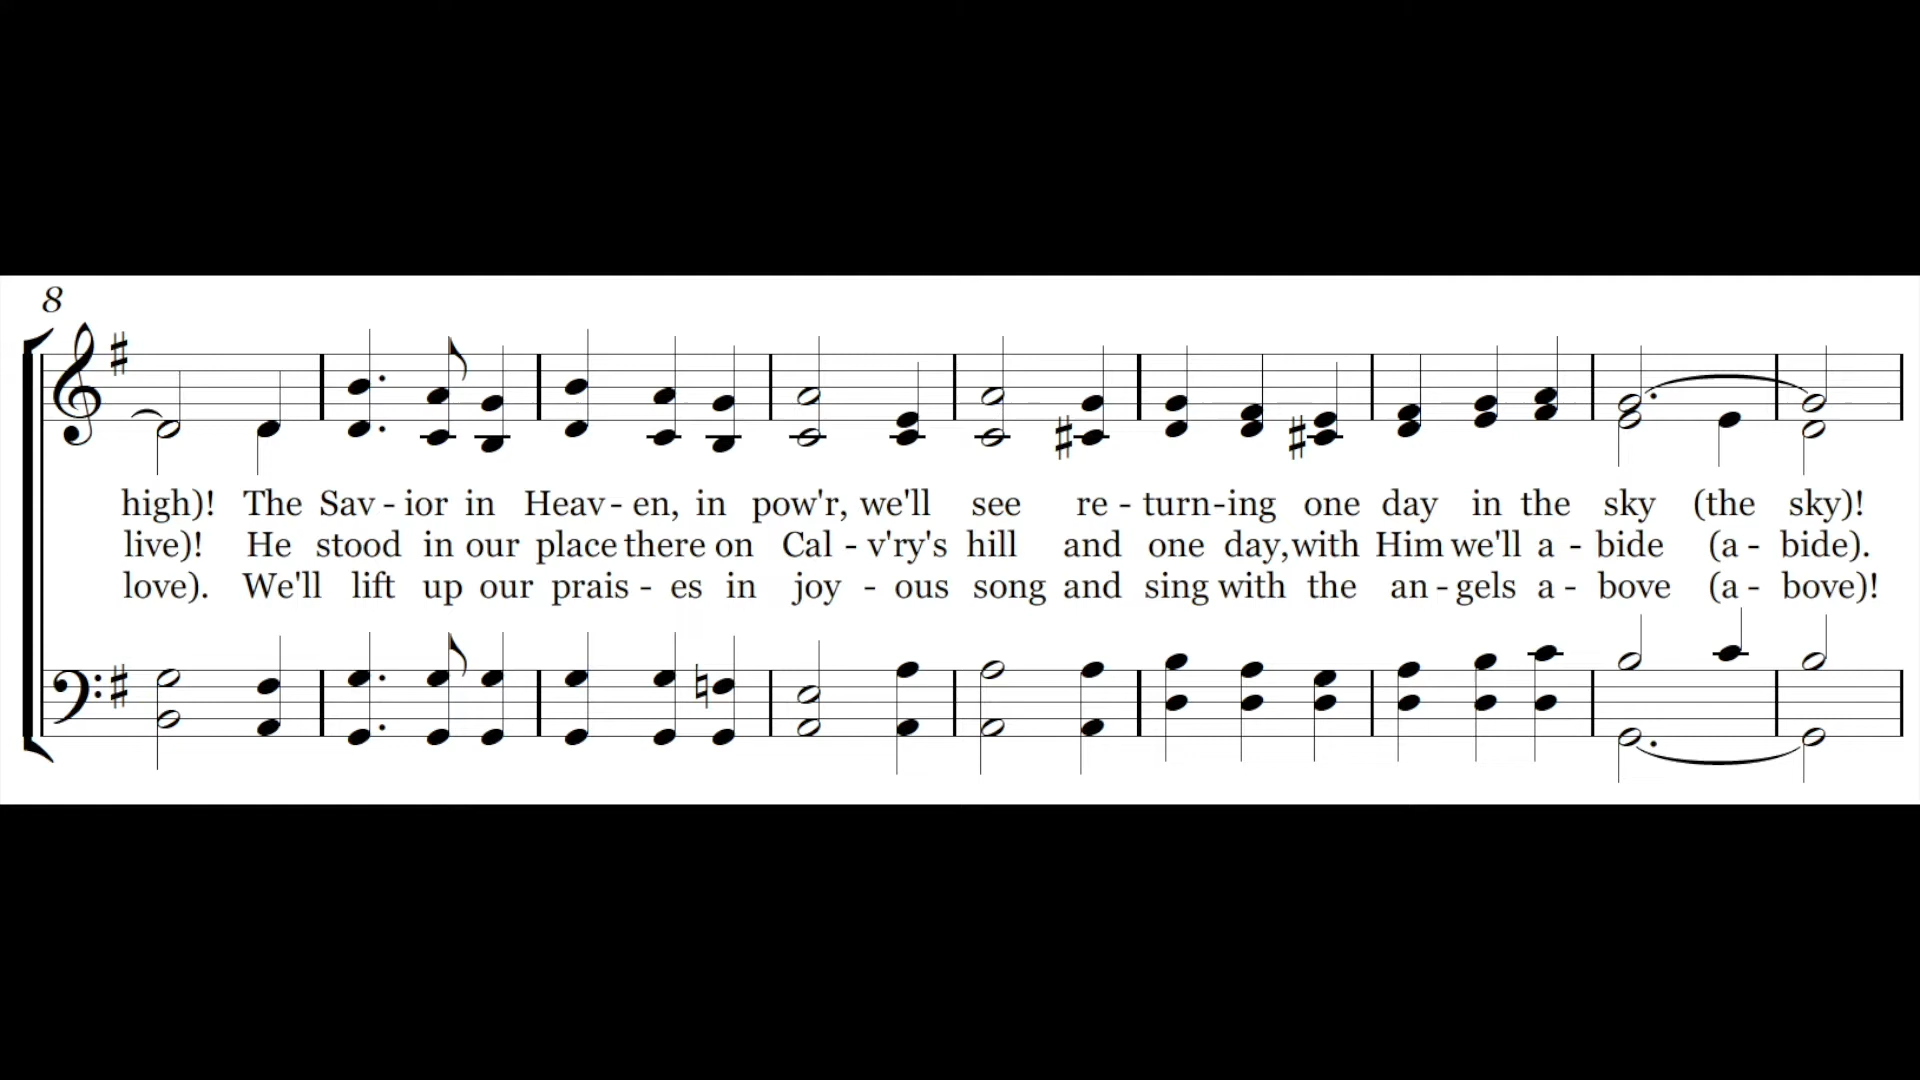 8
high)! The Sav - ior in Heav - en, in pow'r, we'll see re - turn - ing one day in the sky (the sky)!
live)! He stood in our place there on Cal - v'ry's hill and one day, with Him we'll a - bide (a - bide).
love). We'll lift up our prais - es in joy - ous song and sing with the an - gels a - bove (a - bove)!